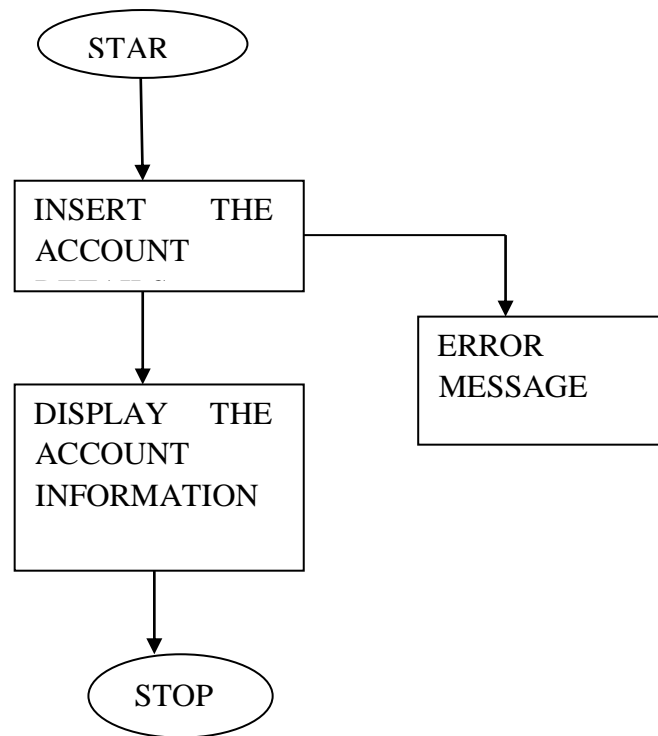 STAR
INSERT THE
ACCOUNT
ERROR
MESSAGE
DISPLAY THE
ACCOUNT
INFORMATION
STOP